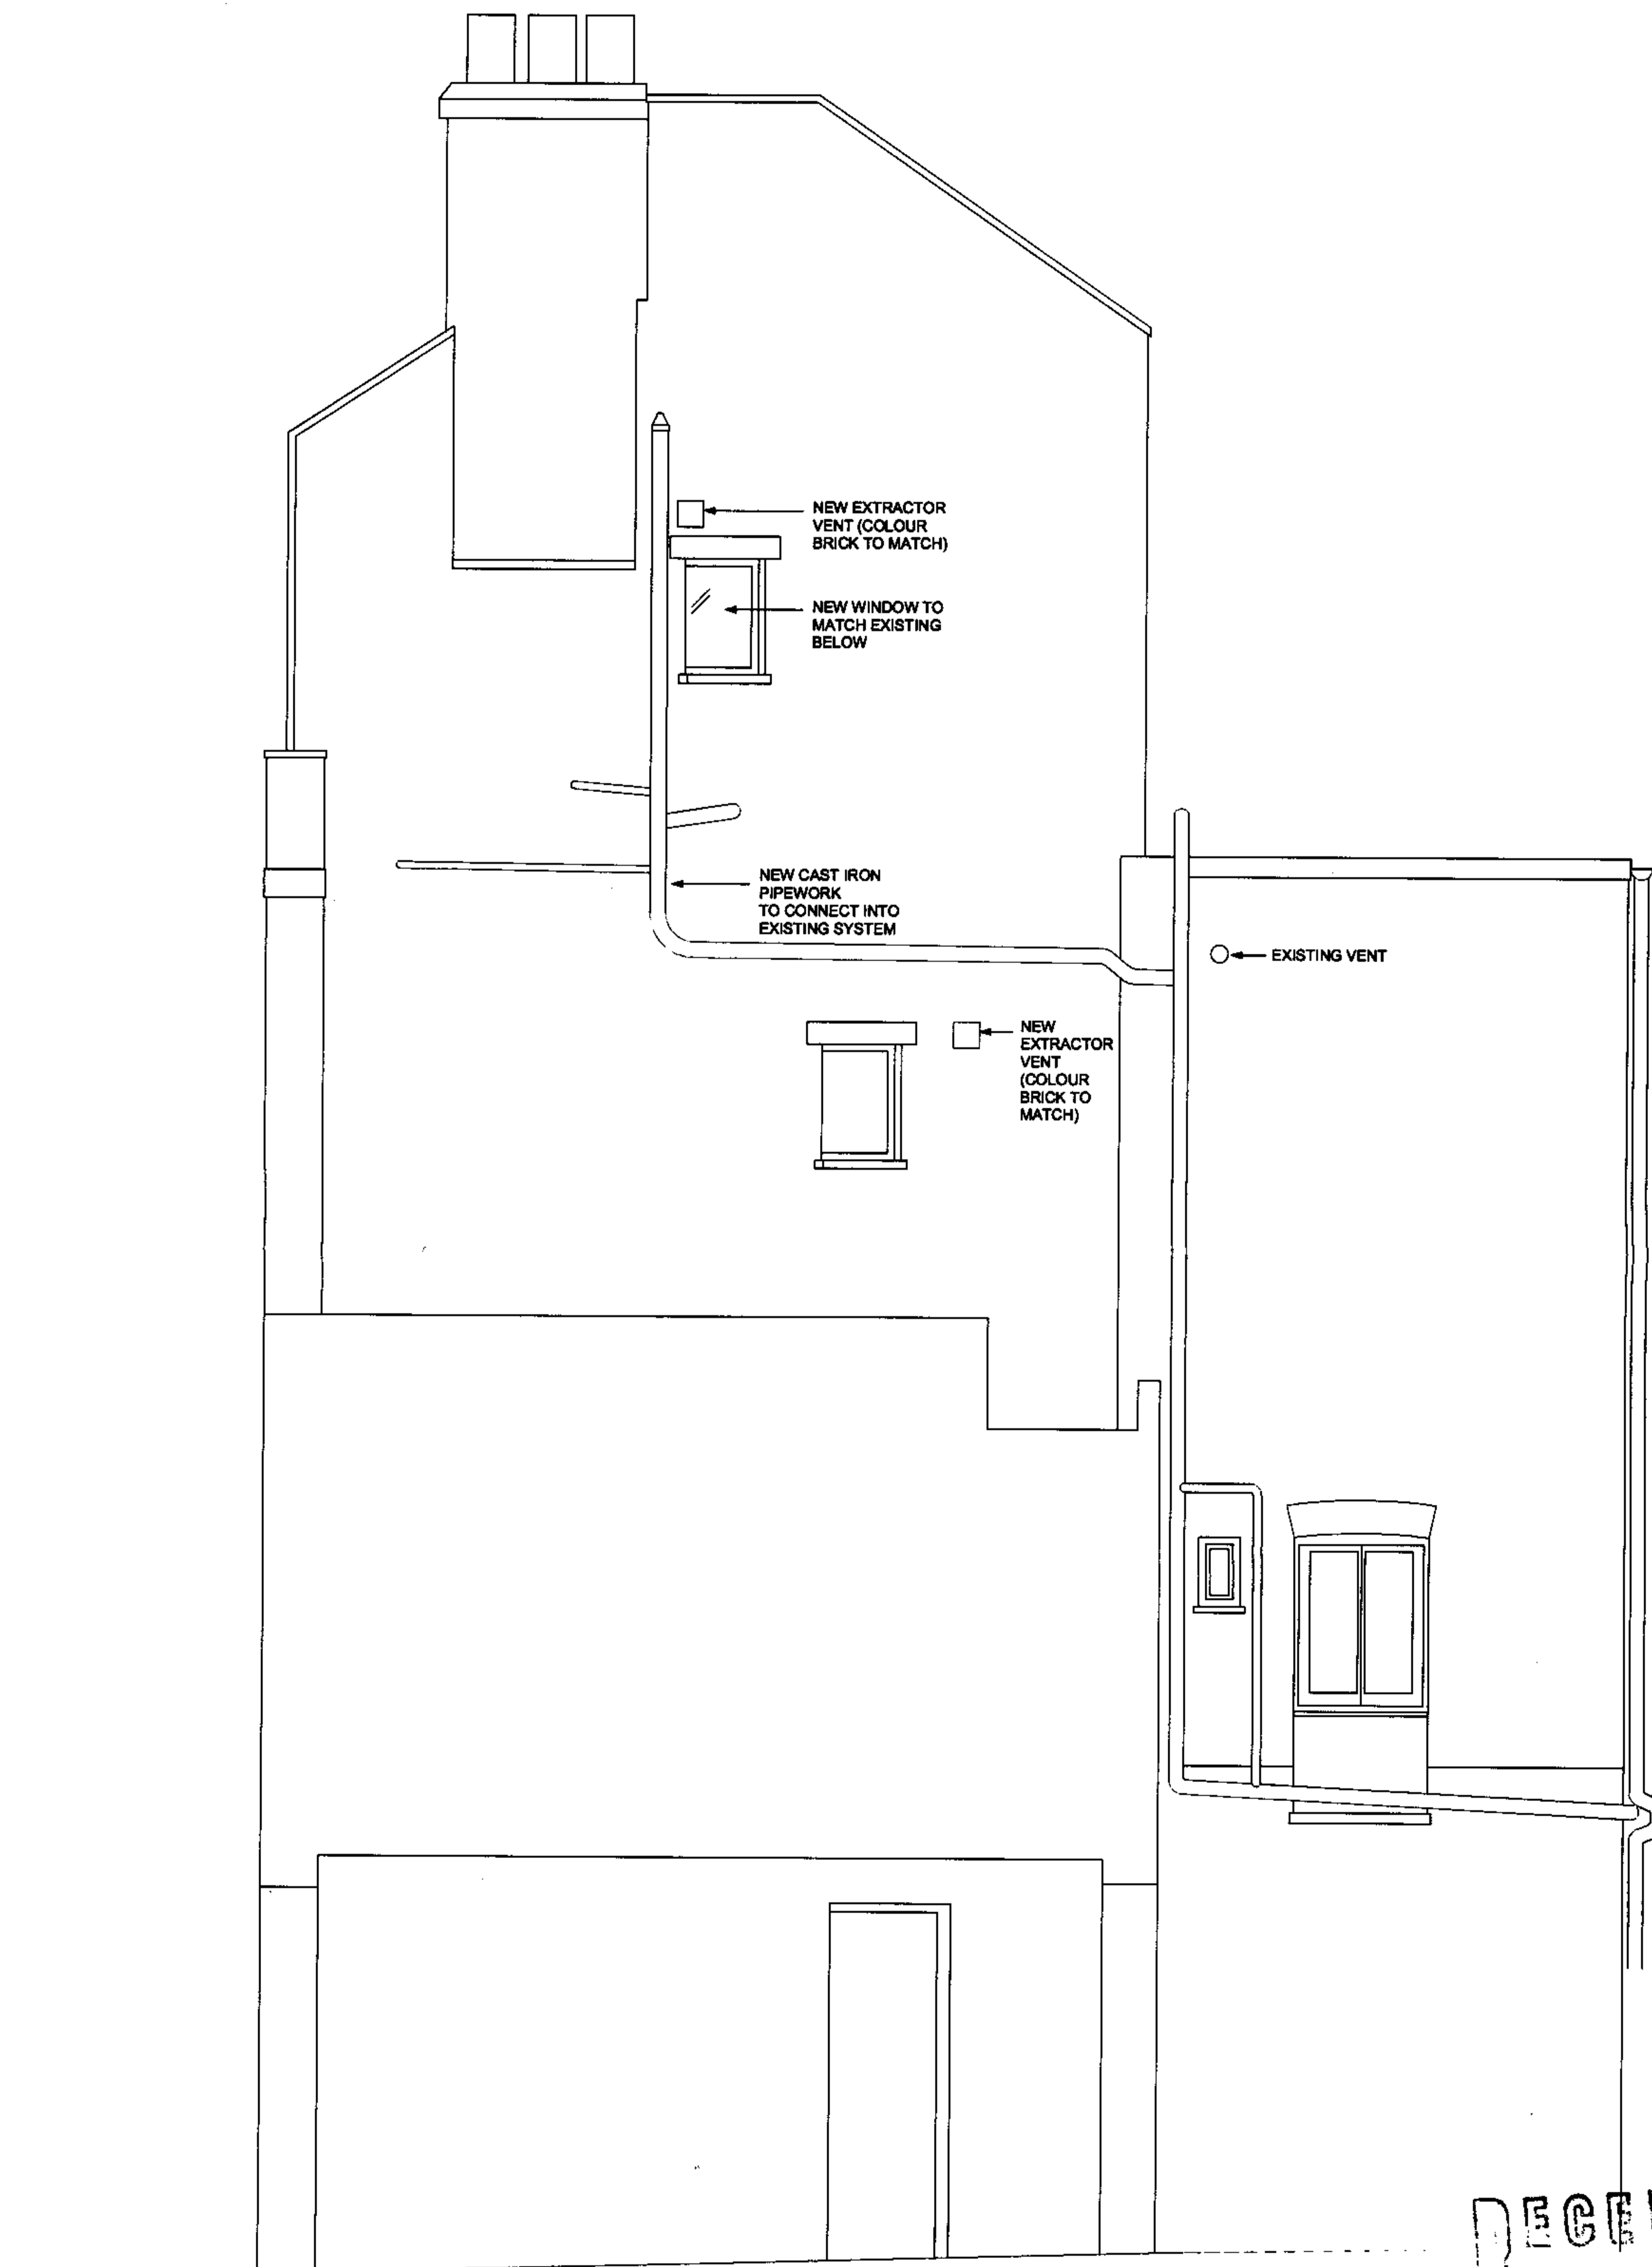 NEW EXTRACTOR
VENT (COLOUR
BRICK TO MATCH)
NEW WINDOW TO
MATCH EXISTING
BELOW
NEW CAST IRON
PIPEWORK
TO CONNECT INTO
EXISTING SYSTEM
EXISTING VENT
NEW
EXTRACTOR
VENT
(COLOUR
BRICK TO
MATCH)